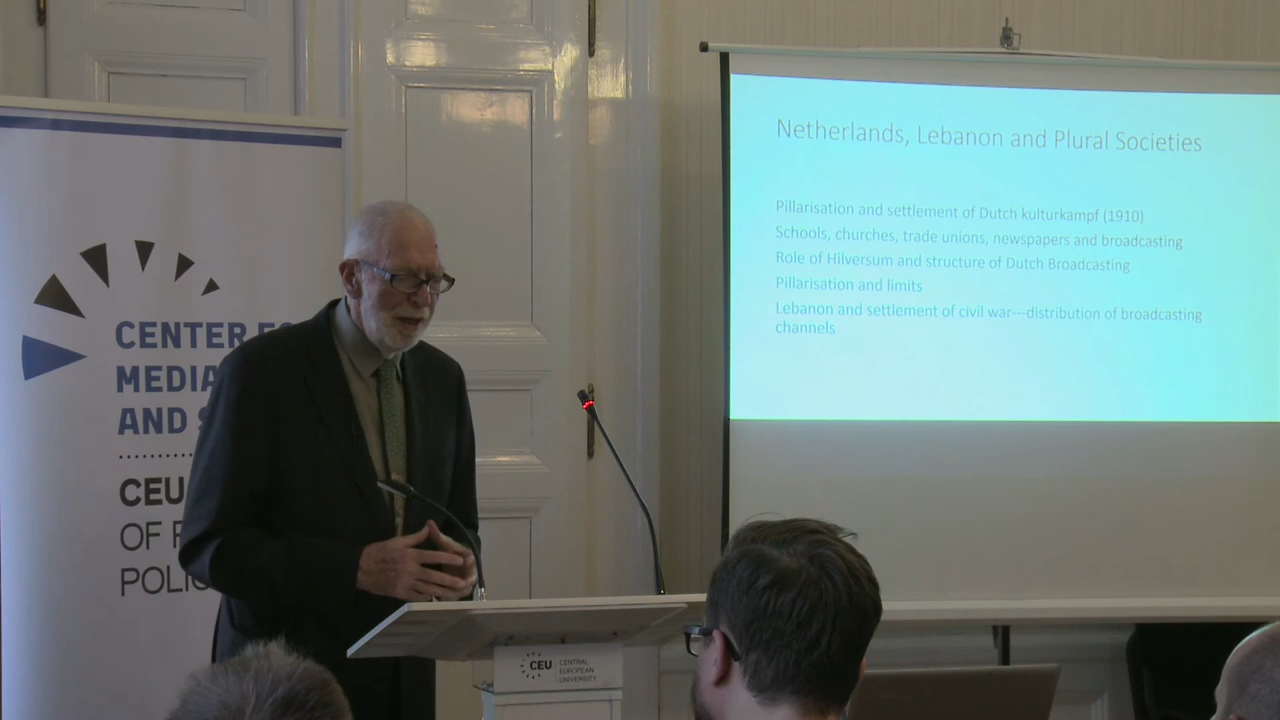 CENTER
MEDIA
AND
CEU
OF
Netherlands, Lebanon and Plural Societies
Pillarisation and settlement of Dutch kulturkampf (1910)
Schools, churches, trade unions, newspapers and broadcasting
Role of Hilversum and structure of Dutch Broadcasting
Pillarisation and limits
Lebanon and settlement of civil war---distribution of broadcasting
channels
CEU
CENTRAL
EUROPEAN
UNIVERSITY